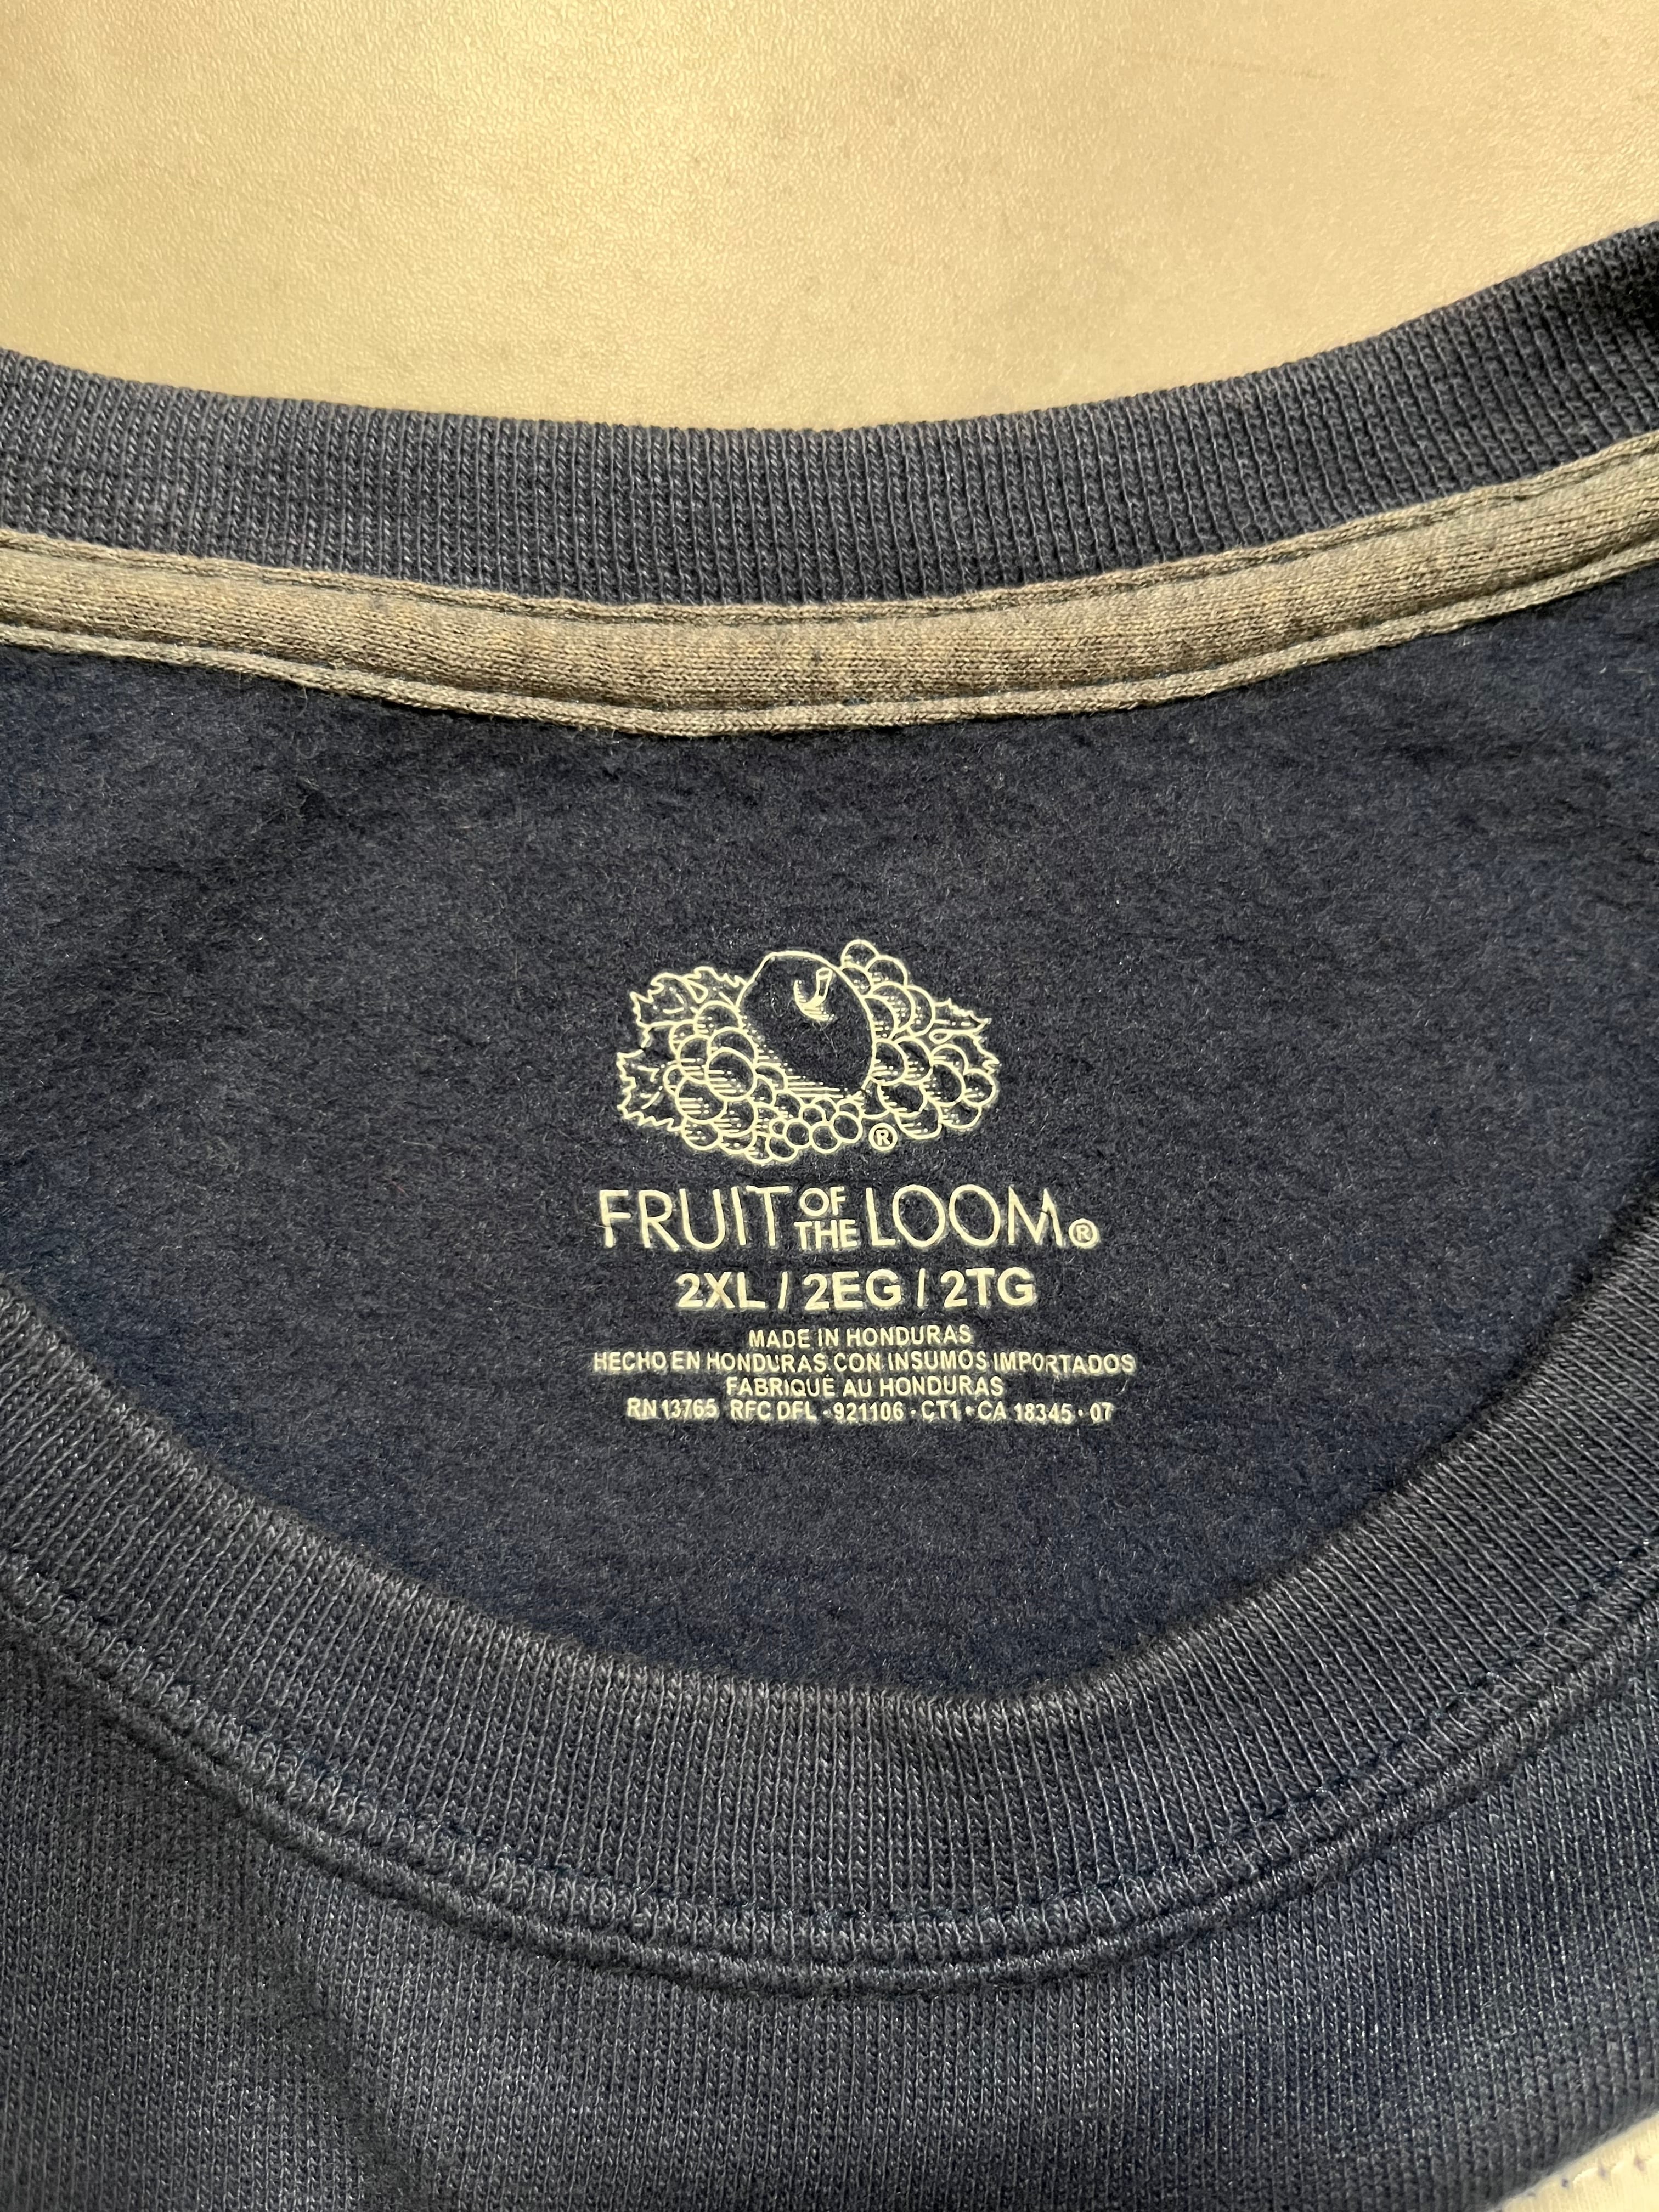 ®
FRUIT OF THE LOOM®
2XL / 2EG / 2TG
MADE IN HONDURAS
HECHO EN HONDURAS CON INSUMOS IMPORTADOS
FABRIQUÉ AU HONDURAS
RN 13765 RFC DFL - 921106 - CT1 • CA 18345 • 07